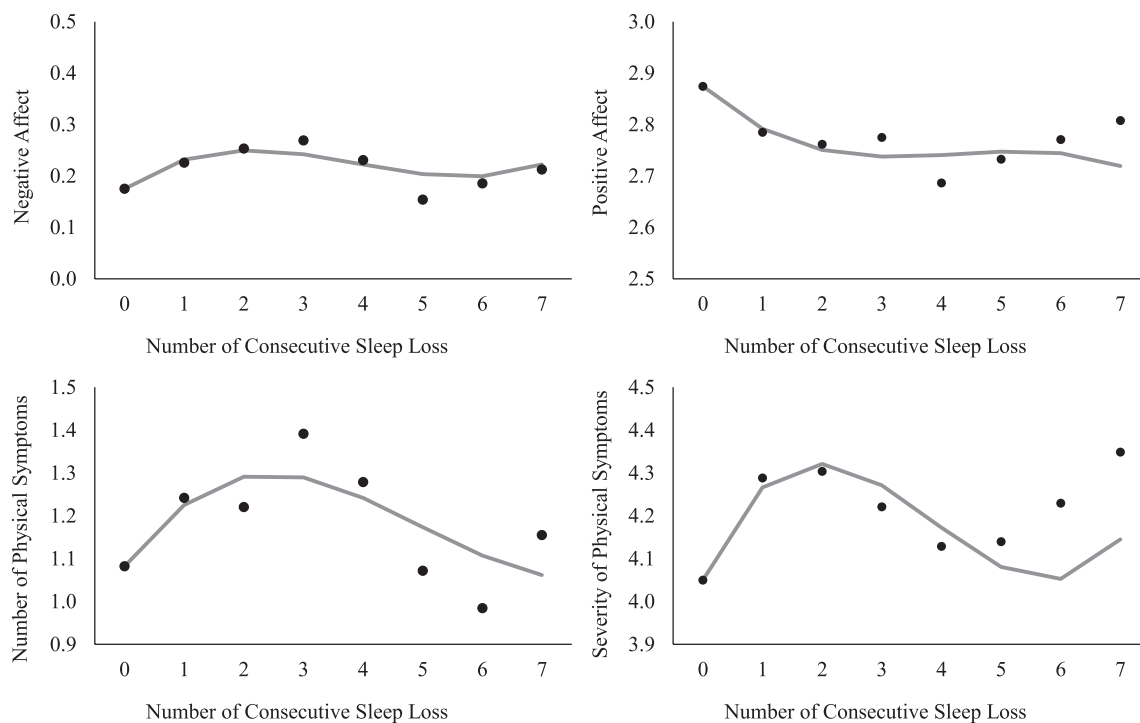 Negative Affect
0.5
0.4
0.3
0.2
0.1
0.0
0 1 2 3 4 5 6 7
Number of Consecutive Sleep Loss
Positive Affect
3.0
2.9
2.8
2.7
2.6
2.5
0 1 2 3 4 5 6 7
Number of Consecutive Sleep Loss
Number of Physical Symptoms
1.5
1.4
1.3
1.2
1.1
1.0
0.9
0 1 2 3 4 5 6 7
Number of Consecutive Sleep Loss
Severity of Physical Symptoms
4.5
4.4
4.3
4.2
4.1
4.0
3.9
0 1 2 3 4 5 6 7
Number of Consecutive Sleep Loss